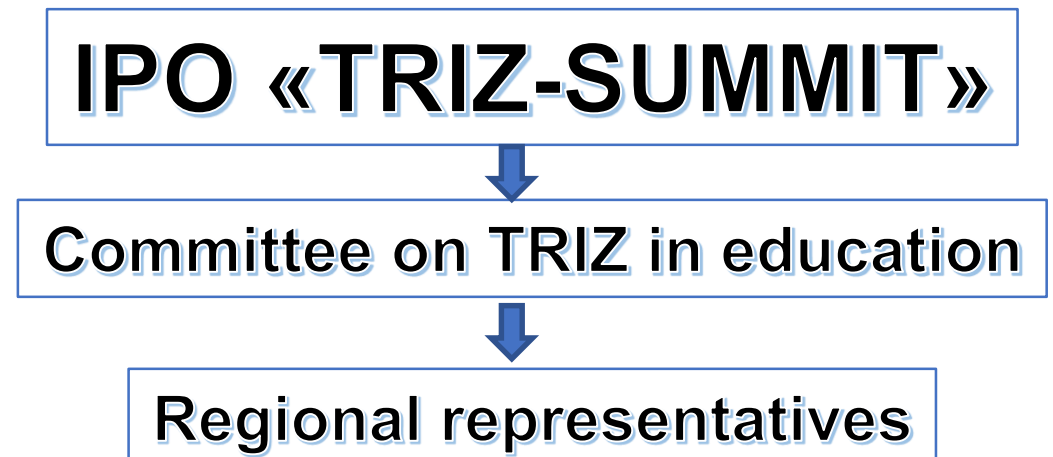 IPO «TRIZ-SUMMIT»
Committee on TRIZ in education
Regional representatives